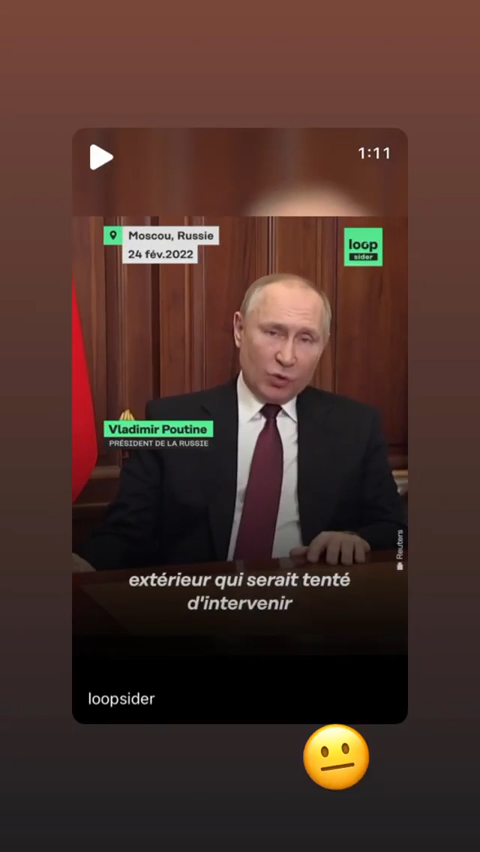 1:11
Moscou, Russie
24 fév.2022
loop
sider
Vladimir Poutine
PRÉSIDENT DE LA RUSSIE
Reuters
extérieur qui serait tenté
d'intervenir
loopsider